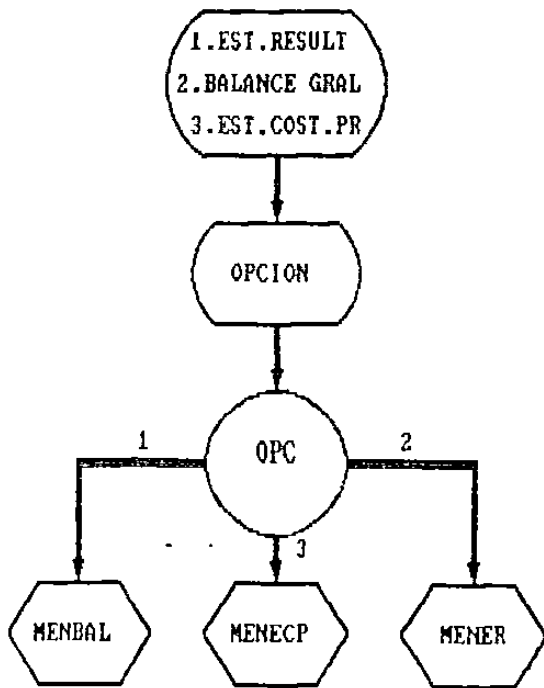 1.EST.RESULT
2.BALANCE GRAL
3.EST.COST.PR
OPCION
OPC
1
2
3
MENBAL
MENECP
MENER